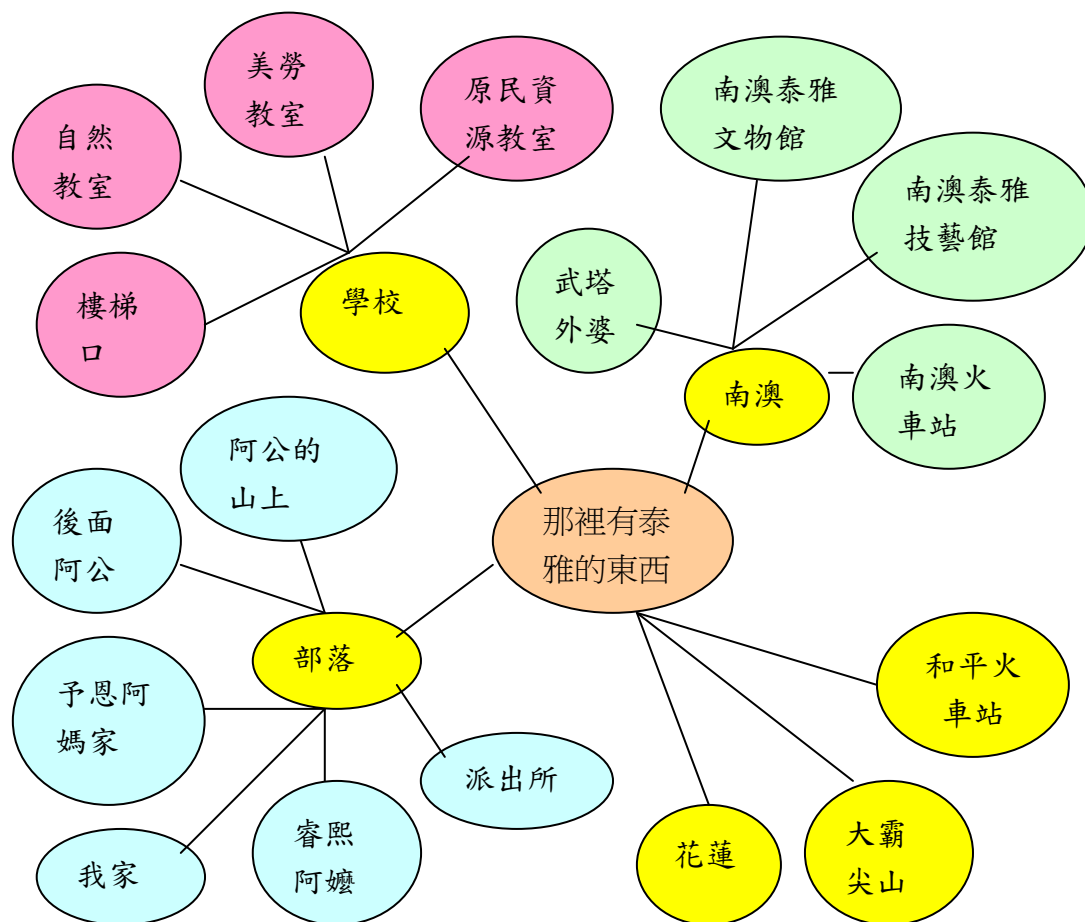 美勞
教室
原民資
源教室
自然
教室
樓梯
口
學校
南澳泰雅
文物館
南澳泰雅
技藝館
武塔
外婆
南澳
南澳火
車站
那裡有泰
雅的東西
阿公的
山上
後面
阿公
部落
予恩阿
媽家
我家
睿熙
阿嬤
派出所
和平火
車站
花蓮
大霸
尖山